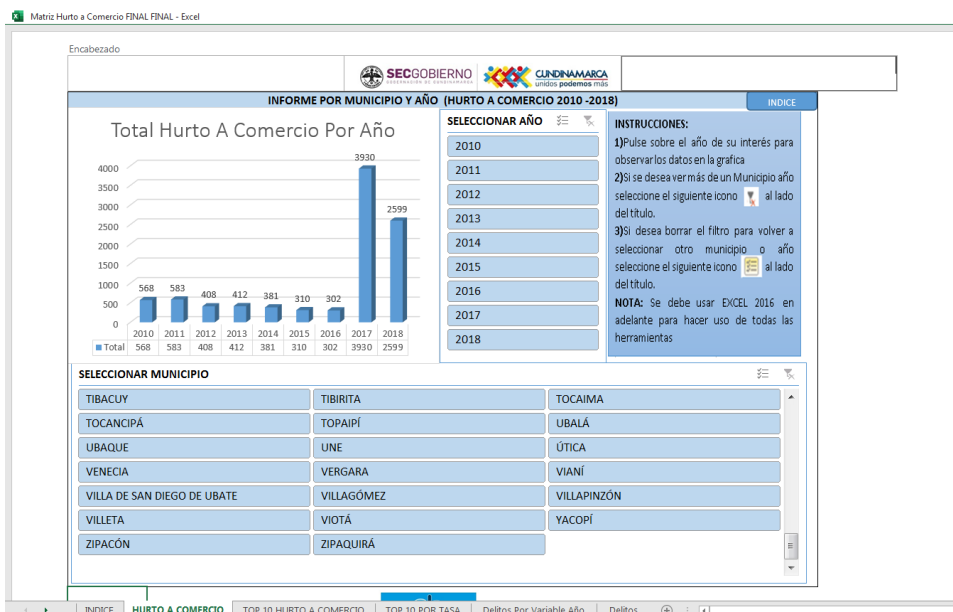 Matriz Hurto a Comercio FINAL FINAL - Excel
Encabezado
SECGOBIERNO
CUNDINAMARCA
unidos podemos más
INFORME POR MUNICIPIO Y AÑO (HURTO A COMERCIO 2010 -2018)
INDICE
Total Hurto A Comercio Por Año
4000
3500
3000
2500
2000
1500
1000
500
0
568
583
408
412
381
310
302
3930
2599
2010 2011 2012 2013 2014 2015 2016 2017 2018
Total 568 583 408 412 381 310 302 3930 2599
SELECCIONAR AÑO
2010
2011
2012
2013
2014
2015
2016
2017
2018
INSTRUCCIONES:
1)Pulse sobre el año de su interés para
observar los datos en la grafica
2)Si se desea ver más de un Municipio año
seleccione el siguiente icono al lado
del título.
3)Si desea borrar el filtro para volver a
seleccionar otro municipio o año
seleccione el siguiente icono al lado
del título.
NOTA: Se debe usar EXCEL 2016 en
adelante para hacer uso de todas las
herramientas
SELECCIONAR MUNICIPIO
TIBACUY TIBIRITA TOCAIMA
TOCANCIPÁ TOPAIPÍ UBALÁ
UBAQUE UNE ÚTICA
VENECIA VERGARA VIANÍ
VILLA DE SAN DIEGO DE UBATE VILLAGÓMEZ VILLAPINZÓN
VILLETA VIOTÁ YACOPÍ
ZIPACÓN ZIPAQUIRÁ
INDICE HURTO A COMERCIO TOP 10 HURTO A COMERCIO TOP 10 POR TASA Delitos Por Variable Año Delitos